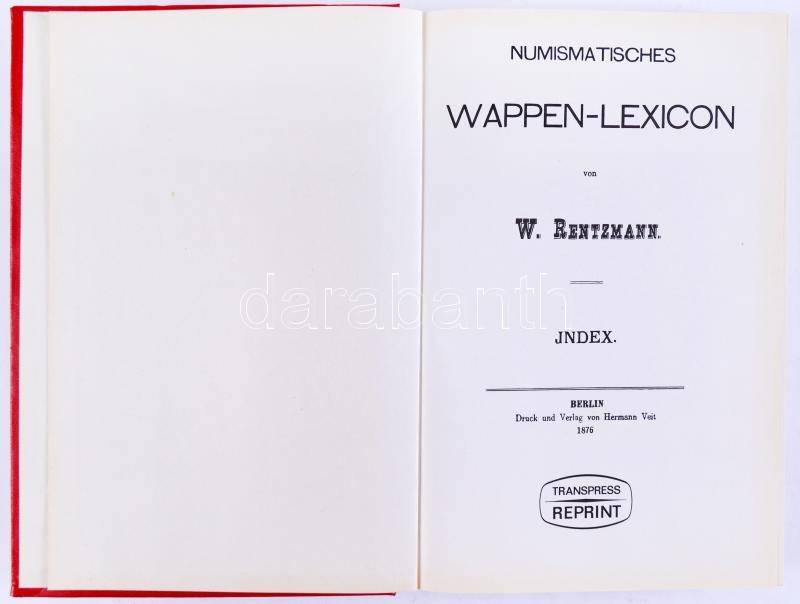 NUMISMATISCHES
WAPPEN-LEXICON
von
W. RENTZMANN.
darabanth
JNDEX.
BERLIN
Druck und Verlag von Hermann Veit
1876
TRANSPRESS
REPRINT